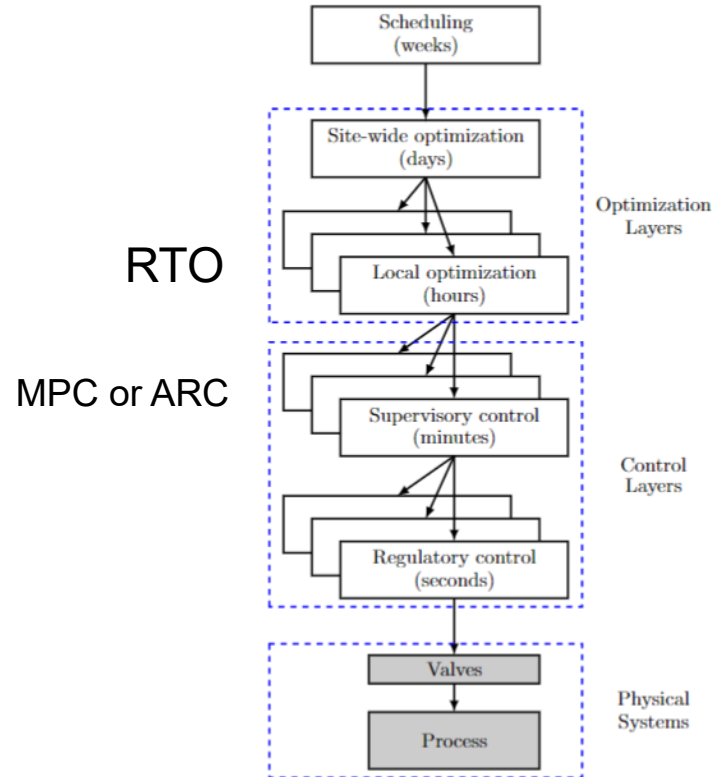 Scheduling
(weeks)
Site-wide optimization
(days)
Optimization
Layers
RTO
Local optimization
(hours)
MPC or ARC
Supervisory control
(minutes)
Control
Layers
Regulatory control
(seconds)
Valves
Physical
Systems
Process